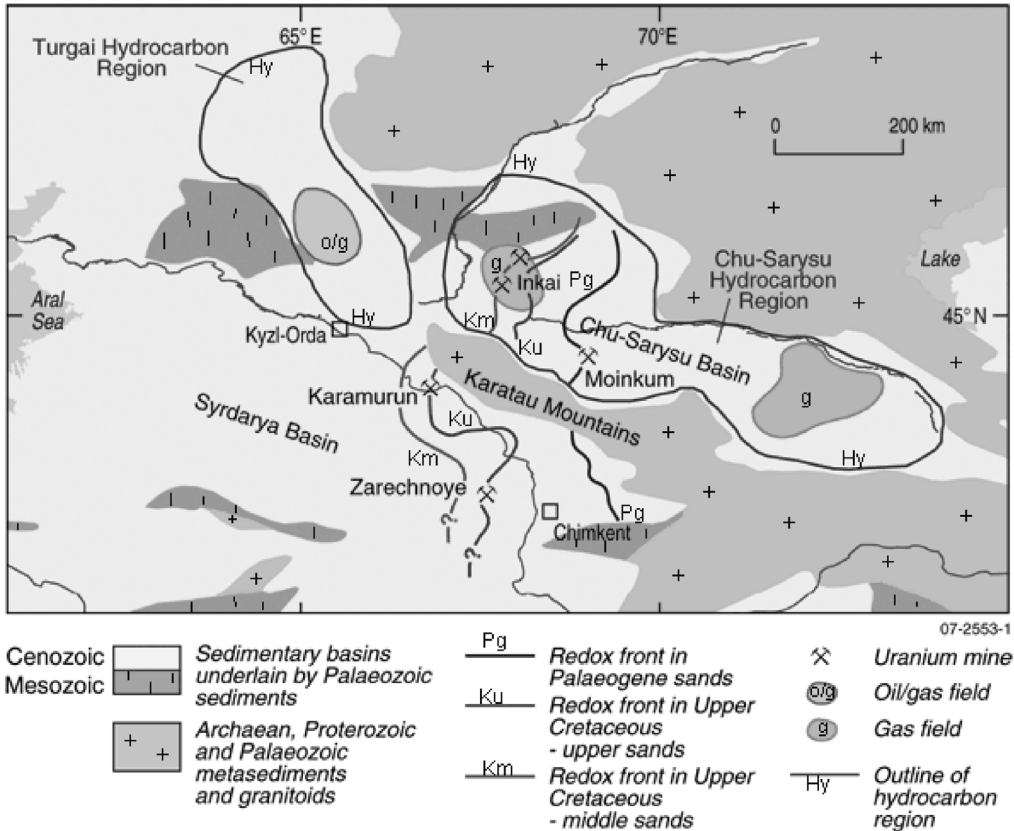 65°E
70°E
Turgai Hydrocarbon
Region
Hy
0
200 km
Hy
o/g
g
Inkai
Pg
Chu-Sarysu
Hydrocarbon
Region
Lake
Aral
Sea
45°N
Kyzl-Orda
Hy
Km
Ku
Chu-Sarysu Basin
Moinkum
g
Karatau Mountains
Karamurun
Ku
Syrdarya Basin
Km
Hy
Zarechnoye
Pg
Chimkent
–?
–?
07-2553-1
Cenozoic
Mesozoic
Sedimentary basins
underlain by Palaeozoic
sediments
Archaean, Proterozoic
and Palaeozoic
metasediments
and granitoids
Pg
Redox front in
Palaeogene sands
Ku
Redox front in Upper
Cretaceous
- upper sands
Km
Redox front in Upper
Cretaceous
- middle sands
Uranium mine
o/g
Oil/gas field
g
Gas field
Hy
Outline of
hydrocarbon
region